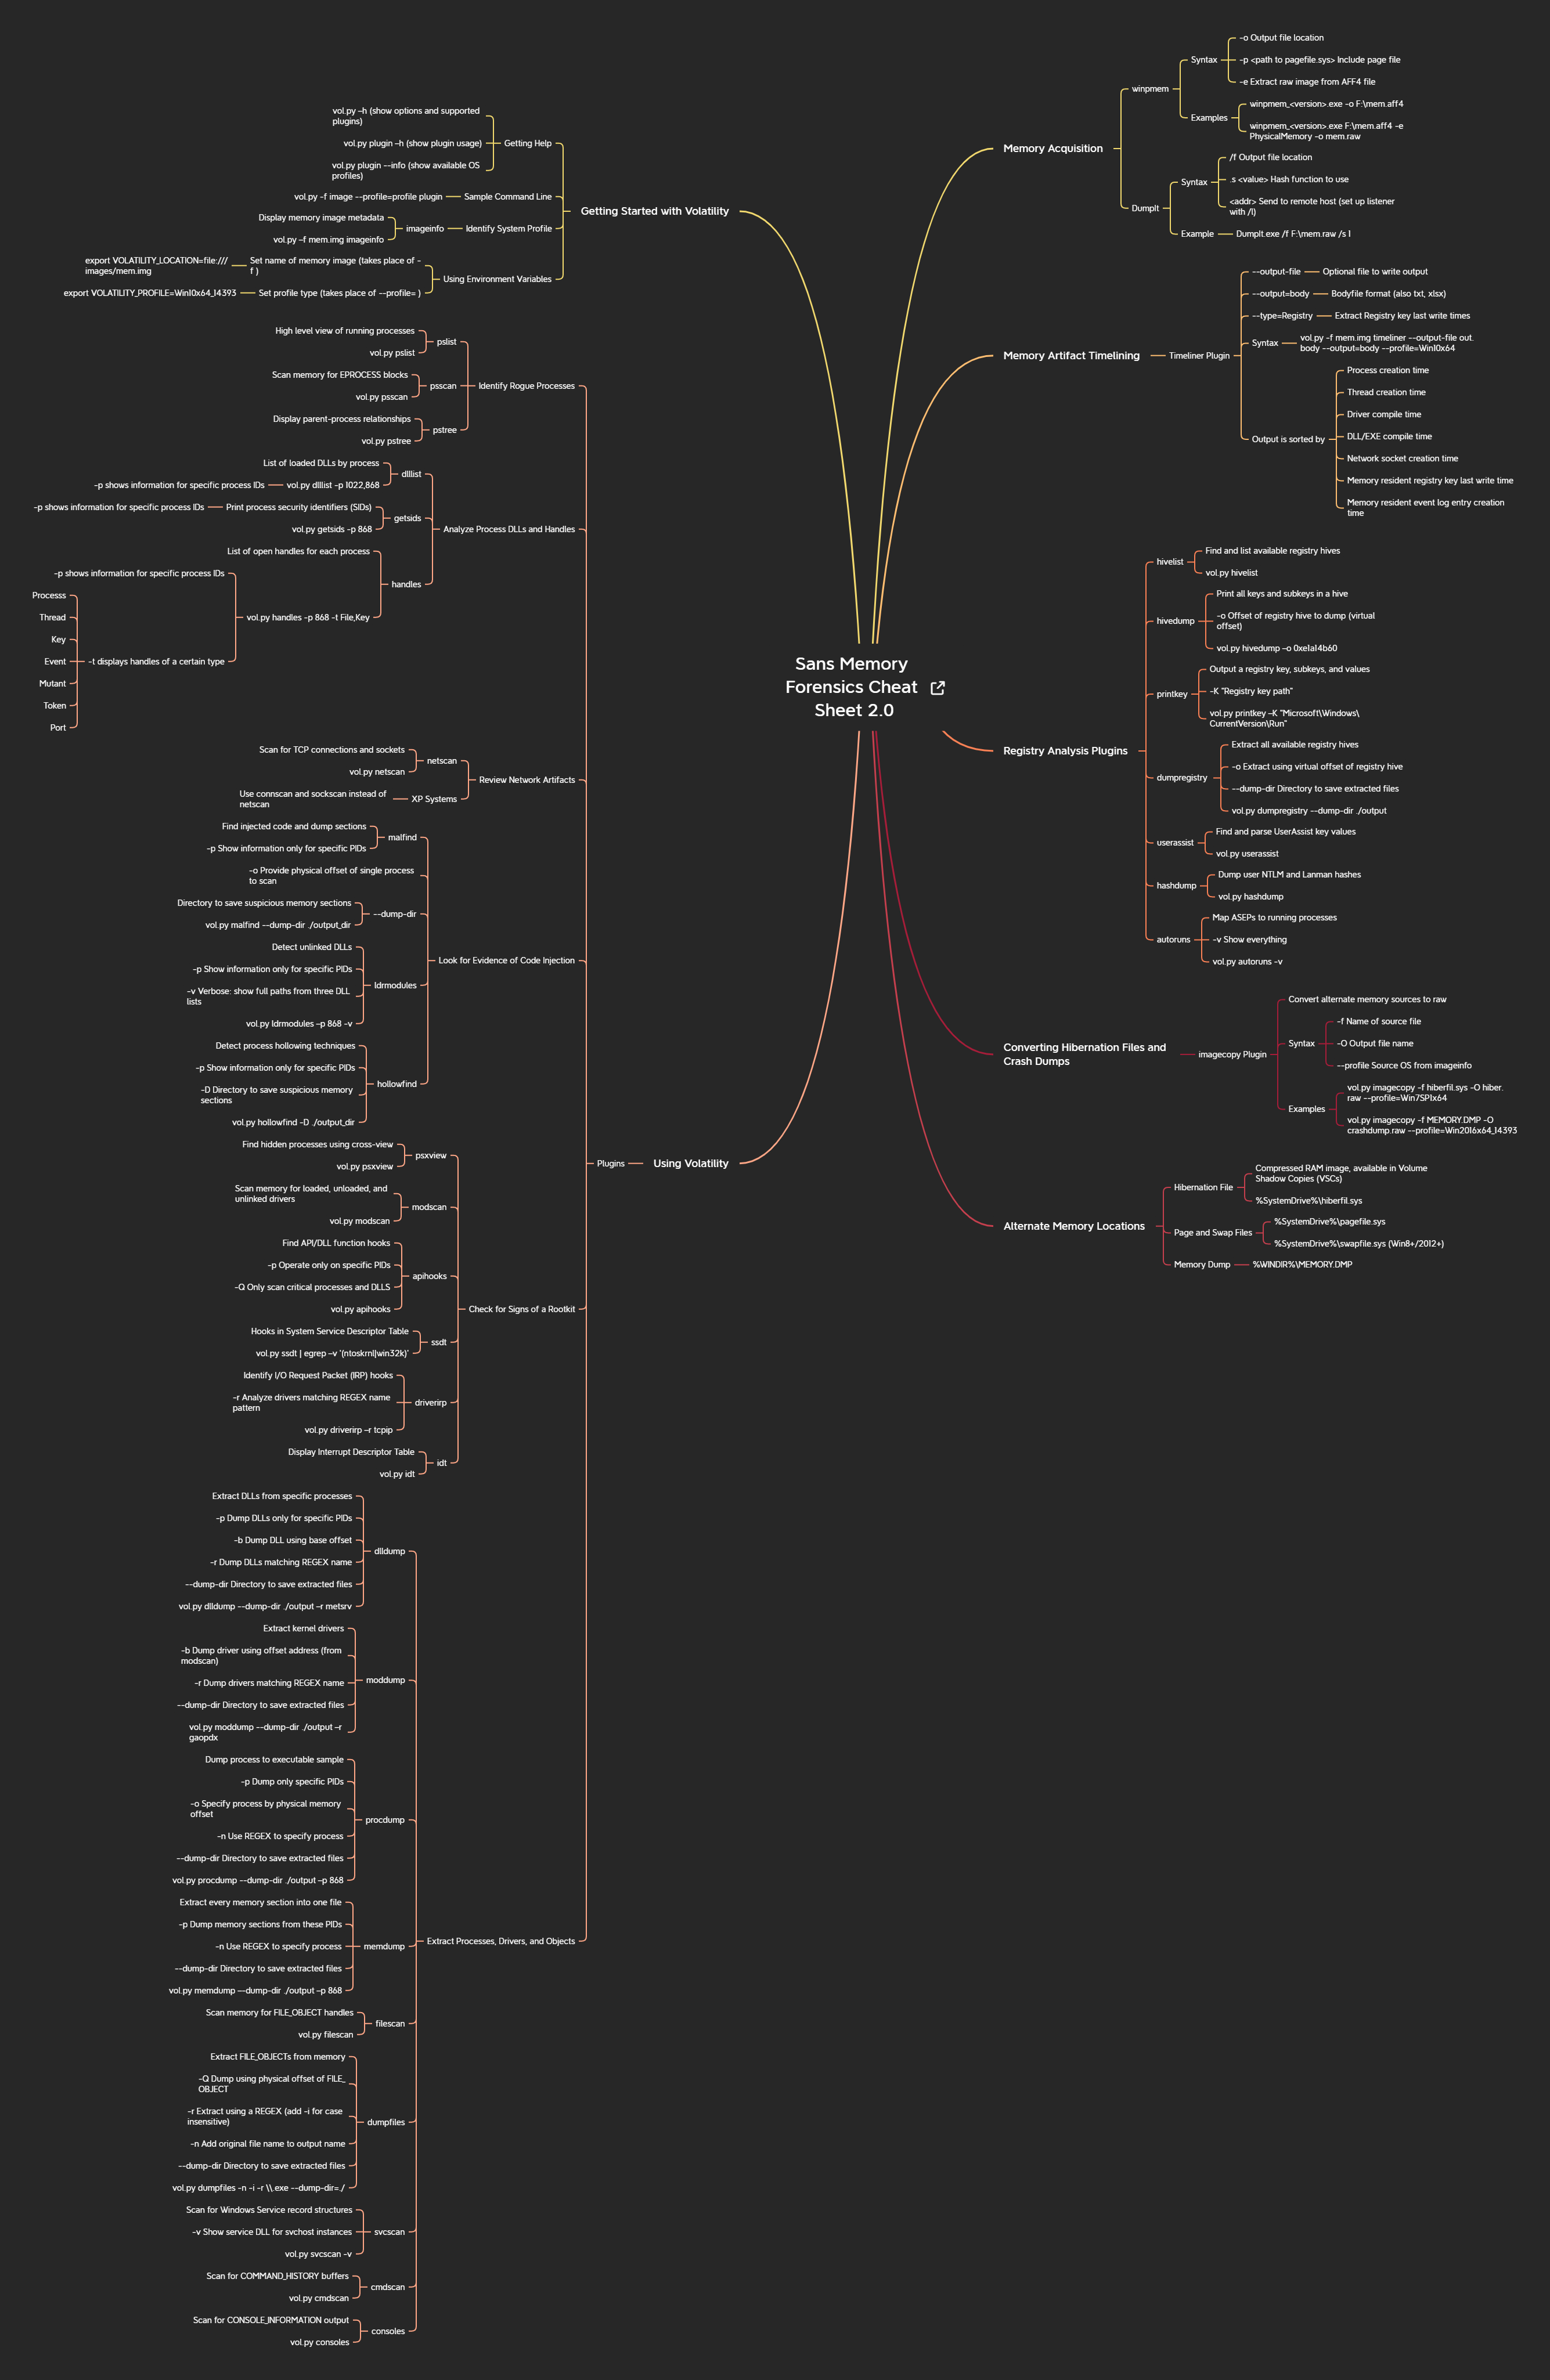 Sans Memory
Forensics Cheat
Sheet 2.0
Memory Acquisition
winpmem
Syntax
-o Output file location
-p <path to pagefile.sys> Include page file
-e Extract raw image from AFF4 file
Examples
winpmem_<version>.exe -o F:\mem.aff4
winpmem_<version>.exe F:\mem.aff4 -e
PhysicalMemory -o mem.raw
DumpIt
Syntax
/f Output file location
.s <value> Hash function to use
<addr> Send to remote host (set up listener
with /l)
Example
DumpIt.exe /f F:\mem.raw /s 1
Memory Artifact Timelining
Timeliner Plugin
--output-file
Optional file to write output
--output=body
Bodyfile format (also txt, xlsx)
--type=Registry
Extract Registry key last write times
Syntax
vol.py -f mem.img timeliner --output-file out.
body --output=body --profile=Win10x64
Output is sorted by
Process creation time
Thread creation time
Driver compile time
DLL/EXE compile time
Network socket creation time
Memory resident registry key last write time
Memory resident event log entry creation
time
Registry Analysis Plugins
hivelist
Find and list available registry hives
vol.py hivelist
hivedump
Print all keys and subkeys in a hive
-o Offset of registry hive to dump (virtual
offset)
vol.py hivedump -o 0xe1a14b60
printkey
Output a registry key, subkeys, and values
-K "Registry key path"
vol.py printkey -K "Microsoft\Windows\
CurrentVersion\Run"
dumpregistry
Extract all available registry hives
-o Extract using virtual offset of registry hive
--dump-dir Directory to save extracted files
vol.py dumpregistry --dump-dir ./output
userassist
Find and parse UserAssist key values
vol.py userassist
hashdump
Dump user NTLM and Lanman hashes
vol.py hashdump
autoruns
Map ASEPs to running processes
-v Show everything
vol.py autoruns -v
Converting Hibernation Files and
Crash Dumps
imagecopy Plugin
Convert alternate memory sources to raw
Syntax
-f Name of source file
-O Output file name
--profile Source OS from imageinfo
Examples
vol.py imagecopy -f hiberfil.sys -O hiber.
raw --profile=Win7SP1x64
vol.py imagecopy -f MEMORY.DMP -O
crashdump.raw --profile=Win2016x64_14393
Alternate Memory Locations
Hibernation File
Compressed RAM image, available in Volume
Shadow Copies (VSCs)
%SystemDrive%\hiberfil.sys
Page and Swap Files
%SystemDrive%\pagefile.sys
%SystemDrive%\swapfile.sys (Win8+/2012+)
Memory Dump
%WINDIR%\MEMORY.DMP
Getting Started with Volatility
Getting Help
vol.py -h (show options and supported
plugins)
vol.py plugin -h (show plugin usage)
vol.py plugin --info (show available OS
profiles)
Sample Command Line
vol.py -f image --profile=profile plugin
Identify System Profile
imageinfo
Display memory image metadata
vol.py -f mem.img imageinfo
Using Environment Variables
Set name of memory image (takes place of -
f )
export VOLATILITY_LOCATION=file:///
images/mem.img
Set profile type (takes place of --profile= )
export VOLATILITY_PROFILE=Win10x64_14393
Using Volatility
Plugins
Identify Rogue Processes
pslist
High level view of running processes
vol.py pslist
psscan
Scan memory for EPROCESS blocks
vol.py psscan
pstree
Display parent-process relationships
vol.py pstree
Analyze Process DLLs and Handles
dlllist
List of loaded DLLs by process
vol.py dlllist -p 1022,868
-p shows information for specific process IDs
getsids
Print process security identifiers (SIDs)
-p shows information for specific process IDs
vol.py getsids -p 868
handles
List of open handles for each process
vol.py handles -p 868 -t File,Key
-p shows information for specific process IDs
-t displays handles of a certain type
Processs
Thread
Key
Event
Mutant
Token
Port
Review Network Artifacts
netscan
Scan for TCP connections and sockets
vol.py netscan
XP Systems
Use connscan and sockscan instead of
netscan
Look for Evidence of Code Injection
malfind
Find injected code and dump sections
-p Show information only for specific PIDs
-o Provide physical offset of single process
to scan
--dump-dir
Directory to save suspicious memory sections
vol.py malfind --dump-dir ./output_dir
ldrmodules
Detect unlinked DLLs
-p Show information only for specific PIDs
-v Verbose: show full paths from three DLL
lists
vol.py ldrmodules -p 868 -v
hollowfind
Detect process hollowing techniques
-p Show information only for specific PIDs
-D Directory to save suspicious memory
sections
vol.py hollowfind -D ./output_dir
Check for Signs of a Rootkit
psxview
Find hidden processes using cross-view
vol.py psxview
modscan
Scan memory for loaded, unloaded, and
unlinked drivers
vol.py modscan
apihooks
Find API/DLL function hooks
-p Operate only on specific PIDs
-Q Only scan critical processes and DLLS
vol.py apihooks
ssdt
Hooks in System Service Descriptor Table
vol.py ssdt | egrep -v '(ntoskrnl|win32k)'
driverirp
Identify I/O Request Packet (IRP) hooks
-r Analyze drivers matching REGEX name
pattern
vol.py driverirp -r tcpip
idt
Display Interrupt Descriptor Table
vol.py idt
Extract Processes, Drivers, and Objects
dlldump
Extract DLLs from specific processes
-p Dump DLLs only for specific PIDs
-b Dump DLL using base offset
-r Dump DLLs matching REGEX name
--dump-dir Directory to save extracted files
vol.py dlldump --dump-dir ./output -r metsrv
moddump
Extract kernel drivers
-b Dump driver using offset address (from
modscan)
-r Dump drivers matching REGEX name
--dump-dir Directory to save extracted files
vol.py moddump --dump-dir ./output -r
gaopdx
procdump
Dump process to executable sample
-p Dump only specific PIDs
-o Specify process by physical memory
offset
-n Use REGEX to specify process
--dump-dir Directory to save extracted files
vol.py procdump --dump-dir ./output -p 868
memdump
Extract every memory section into one file
-p Dump memory sections from these PIDs
-n Use REGEX to specify process
--dump-dir Directory to save extracted files
vol.py memdump --dump-dir ./output -p 868
filescan
Scan memory for FILE_OBJECT handles
vol.py filescan
dumpfiles
Extract FILE_OBJECTs from memory
-Q Dump using physical offset of FILE_
OBJECT
-r Extract using a REGEX (add -i for case
insensitive)
-n Add original file name to output name
--dump-dir Directory to save extracted files
vol.py dumpfiles -n -i -r \\.exe --dump-dir=./
svcscan
Scan for Windows Service record structures
-v Show service DLL for svchost instances
vol.py svcscan -v
cmdscan
Scan for COMMAND_HISTORY buffers
vol.py cmdscan
consoles
Scan for CONSOLE_INFORMATION output
vol.py consoles